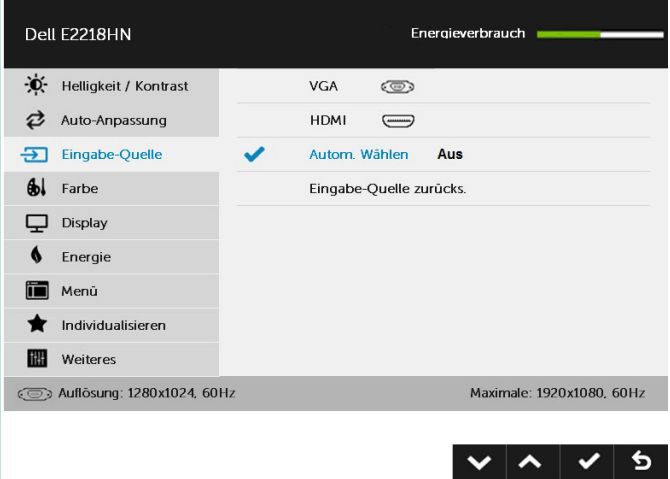 Dell E2218HN
Energieverbrauch
Helligkeit / Kontrast
VGA
Auto-Anpassung
HDMI
Eingabe-Quelle
Autom. Wählen Aus
Farbe
Eingabe-Quelle zurücks.
Display
Energie
Menü
Individualisieren
Weiteres
Auflösung: 1280x1024, 60Hz
Maximale: 1920x1080, 60Hz